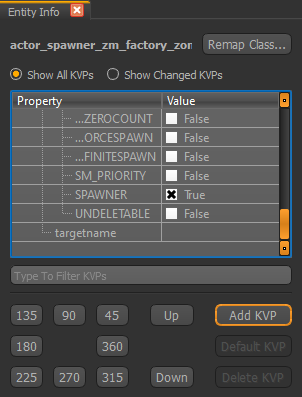 Entity Info
actor_spawner_zm_factory_zon
Remap Class...
Show All KVPs Show Changed KVPs
Property Value
...ZEROCOUNT False
...ORCESPAWN False
...FINITESPAWN False
SM_PRIORITY False
SPAWNER True
UNDELETABLE False
targetname
Type To Filter KVPs
135 90 45 Up Add KVP
180 360 Default KVP
225 270 315 Down Delete KVP